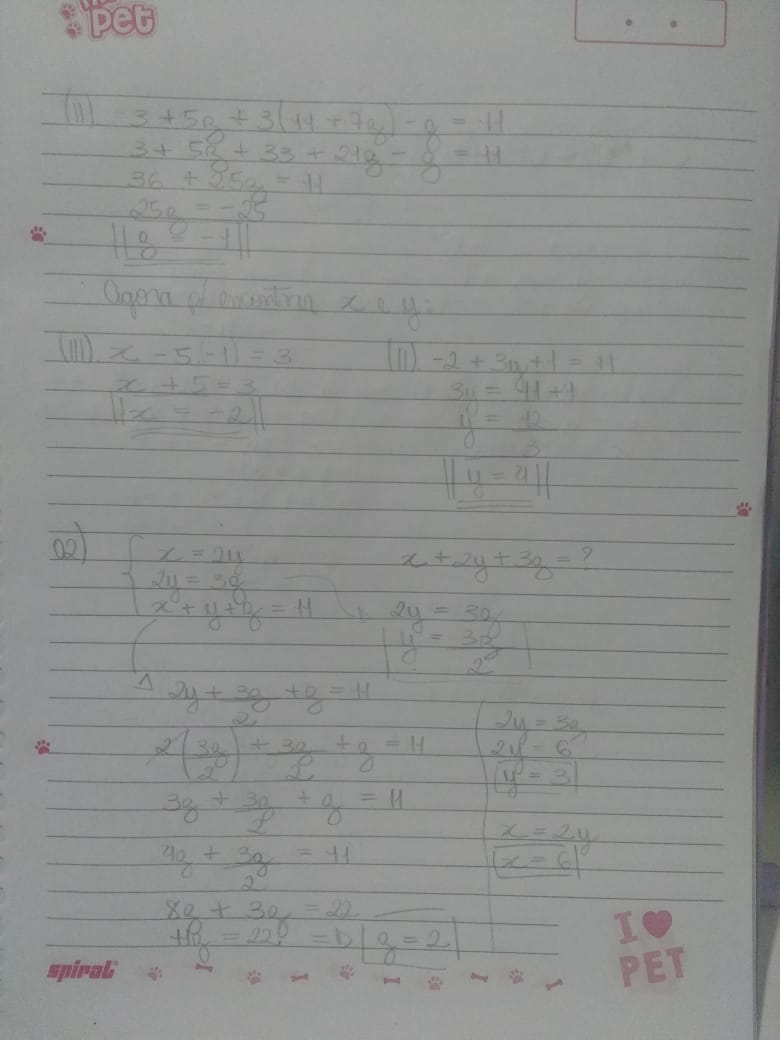 pet
(II) 3 + 5z + 3(11 + 7z) - z = 11
3 + 5z + 33 + 21z - z = 11
36 + 25z = 11
25z = -25
z = -1
Agora p/ encontrar x e y:
(III) x - 5(-1) = 3
x + 5 = 3
x = -2
(II) -2 + 3y + 1 = 11
3y = 11 + 1
y = 12/3
y = 4
02) x = 2y
2y = 3z
x + y + z = 11
x + 2y + 3z = ?
2y = 3z
y = 3z/2
2y + 3z/2 + z = 11
2(3z/2) + 3z/2 + z = 11
3z + 3z/2 + z = 11
4z + 3z/2 = 11
8z + 3z = 22
11z = 22 => z = 2
2y = 3z
2y = 6
y = 3
x = 2y
x = 6
I ♥ PET
spiral